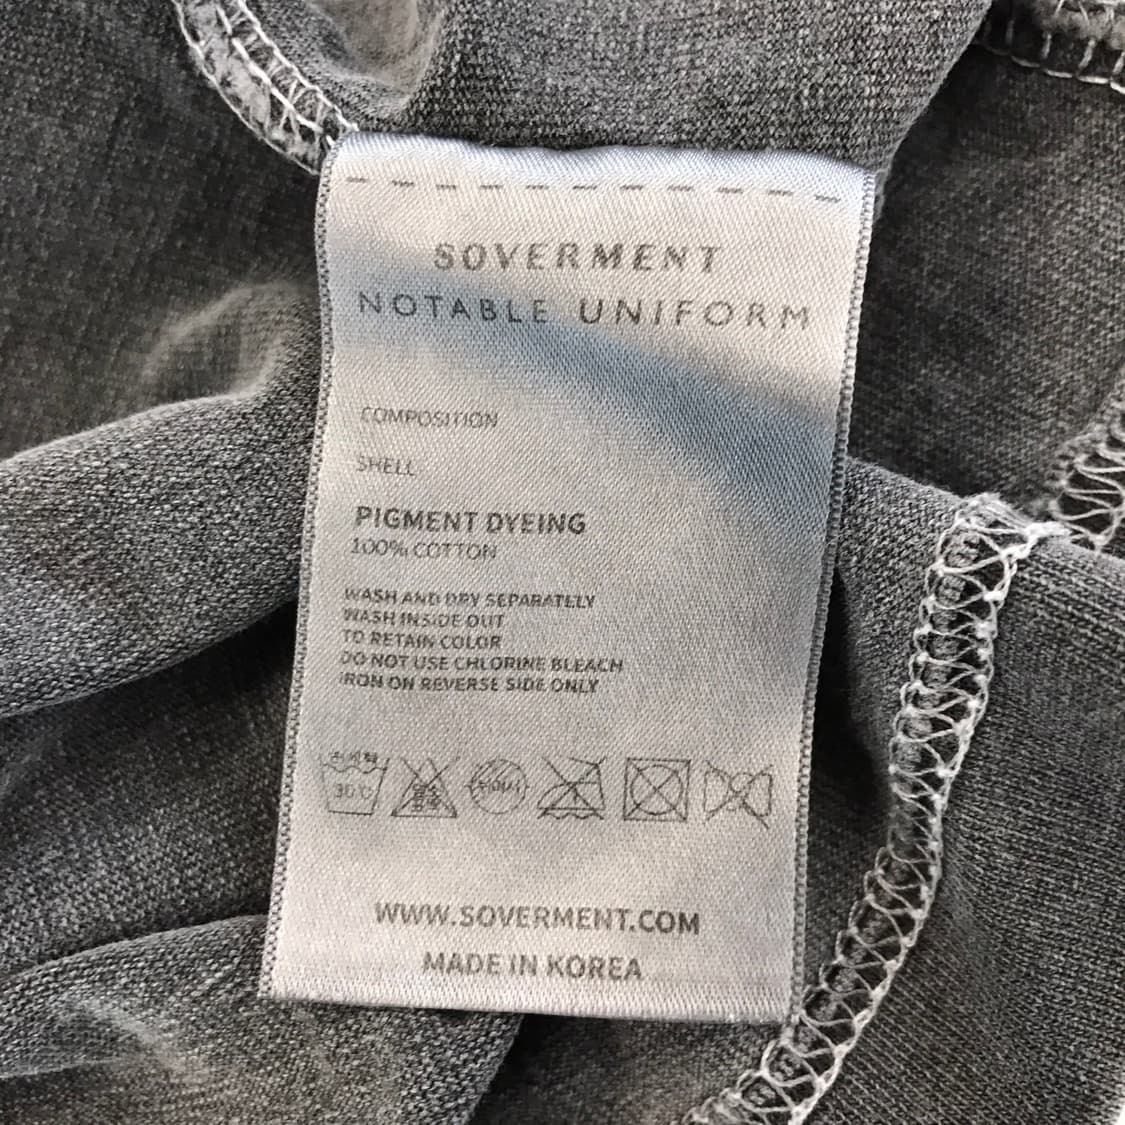 SOVERMENT
NOTABLE UNIFORM
COMPOSITION
SHELL
PIGMENT DYEING
100% COTTON
WASH AND DRY SEPARATELY
WASH INSIDE OUT
TO RETAIN COLOR
DO NOT USE CHLORINE BLEACH
IRON ON REVERSE SIDE ONLY
30℃
WWW.SOVERMENT.COM
MADE IN KOREA